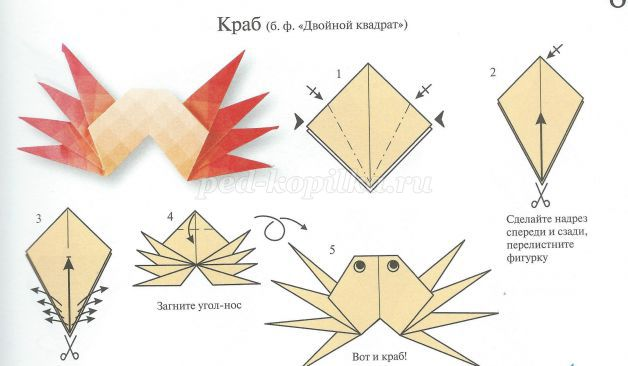 Краб (б. ф. «Двойной квадрат»)
1
2
ped-kopilka.ru
Сделайте надрез
спереди и сзади,
перелистните
фигурку
3
4
5
Загните угол-нос
Вот и краб!